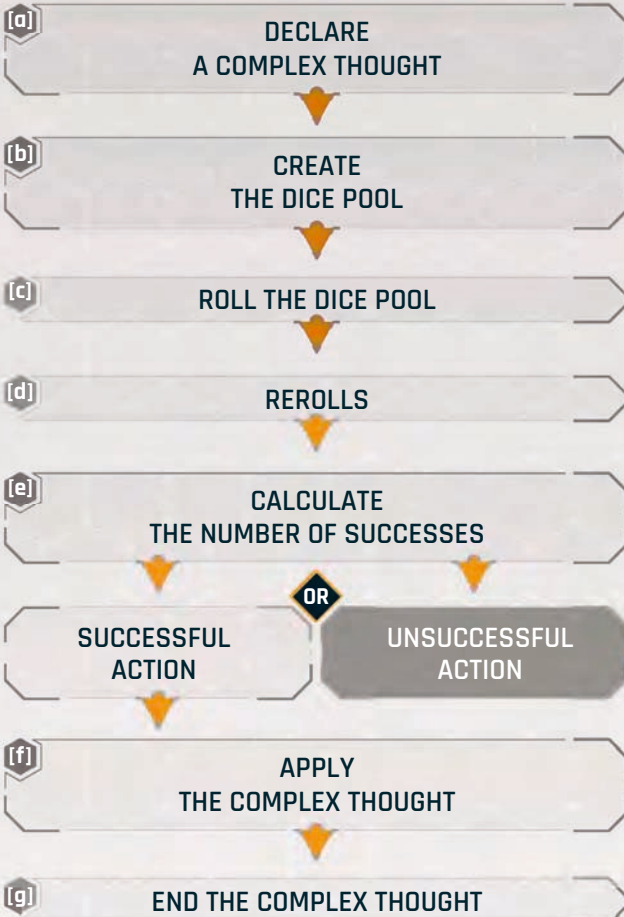 [a]
DECLARE
A COMPLEX THOUGHT
[b]
CREATE
THE DICE POOL
[c]
ROLL THE DICE POOL
[d]
REROLLS
[e]
CALCULATE
THE NUMBER OF SUCCESSES
OR
SUCCESSFUL
ACTION
UNSUCCESSFUL
ACTION
[f]
APPLY
THE COMPLEX THOUGHT
[g]
END THE COMPLEX THOUGHT